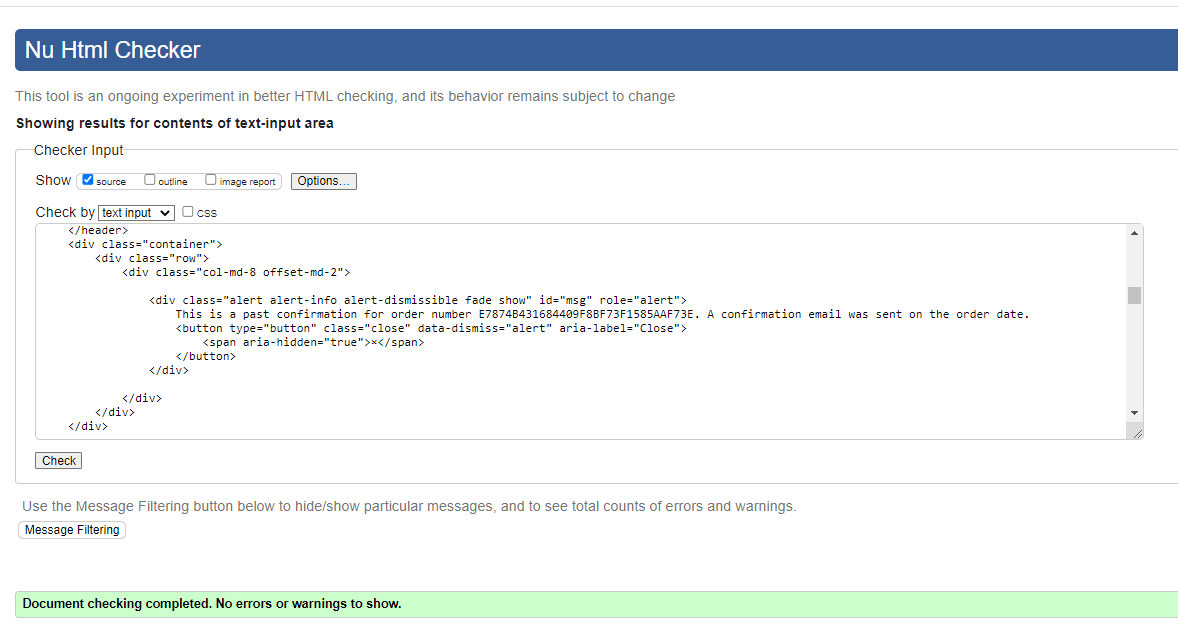 Nu Html Checker
This tool is an ongoing experiment in better HTML checking, and its behavior remains subject to change
Showing results for contents of text-input area
Checker Input
Show source outline image report Options...
Check by text input css
</header>
<div class="container">
<div class="row">
<div class="col-md-8 offset-md-2">
<div class="alert alert-info alert-dismissible fade show" id="msg" role="alert">
This is a past confirmation for order number E7874B431684409F8BF73F1585AAF73E. A confirmation email was sent on the order date.
<button type="button" class="close" data-dismiss="alert" aria-label="Close">
<span aria-hidden="true">×</span>
</button>
</div>
</div>
</div>
</div>
Check
Use the Message Filtering button below to hide/show particular messages, and to see total counts of errors and warnings.
Message Filtering
Document checking completed. No errors or warnings to show.